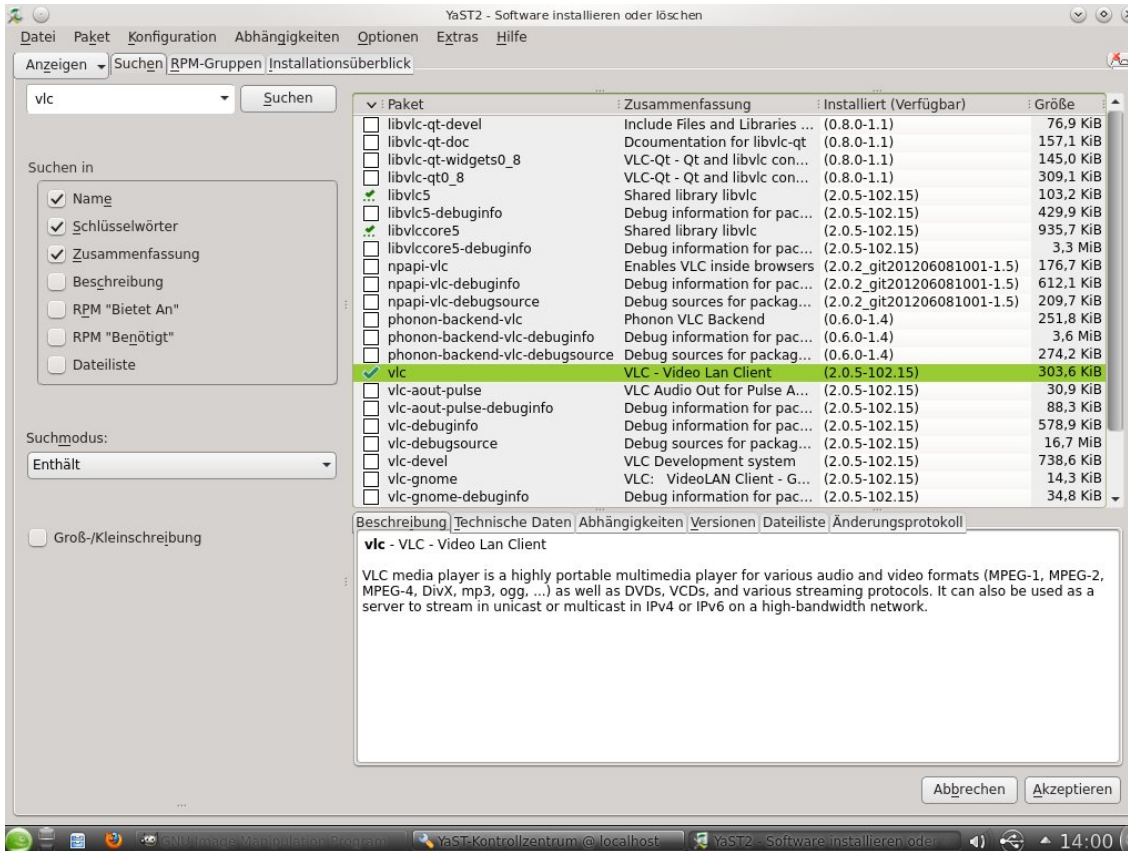 YaST2 - Software installieren oder löschen
Datei Paket Konfiguration Abhängigkeiten Optionen Extras Hilfe
Anzeigen Suchen RPM-Gruppen Installationsüberblick
vlc Suchen
Suchen in
Name
Schlüsselwörter
Zusammenfassung
Beschreibung
RPM "Bietet An"
RPM "Benötigt"
Dateiliste
Suchmodus:
Enthält
Groß-/Kleinschreibung
Paket Zusammenfassung Installiert (Verfügbar) Größe
libvlc-qt-devel Include Files and Libraries ... (0.8.0-1.1) 76,9 KiB
libvlc-qt-doc Dcoumentation for libvlc-qt (0.8.0-1.1) 157,1 KiB
libvlc-qt-widgets0_8 VLC-Qt - Qt and libvlc con... (0.8.0-1.1) 145,0 KiB
libvlc-qt0_8 VLC-Qt - Qt and libvlc con... (0.8.0-1.1) 309,1 KiB
libvlc5 Shared library libvlc (2.0.5-102.15) 103,2 KiB
libvlc5-debuginfo Debug information for pac... (2.0.5-102.15) 429,9 KiB
libvlccore5 Shared library libvlc (2.0.5-102.15) 935,7 KiB
libvlccore5-debuginfo Debug information for pac... (2.0.5-102.15) 3,3 MiB
npapi-vlc Enables VLC inside browsers (2.0.2_git201206081001-1.5) 176,7 KiB
npapi-vlc-debuginfo Debug information for pac... (2.0.2_git201206081001-1.5) 612,1 KiB
npapi-vlc-debugsource Debug sources for packag... (2.0.2_git201206081001-1.5) 209,7 KiB
phonon-backend-vlc Phonon VLC Backend (0.6.0-1.4) 251,8 KiB
phonon-backend-vlc-debuginfo Debug information for pac... (0.6.0-1.4) 3,6 MiB
phonon-backend-vlc-debugsource Debug sources for packag... (0.6.0-1.4) 274,2 KiB
vlc VLC - Video Lan Client (2.0.5-102.15) 303,6 KiB
vlc-aout-pulse VLC Audio Out for Pulse A... (2.0.5-102.15) 30,9 KiB
vlc-aout-pulse-debuginfo Debug information for pac... (2.0.5-102.15) 88,3 KiB
vlc-debuginfo Debug information for pac... (2.0.5-102.15) 578,9 KiB
vlc-debugsource Debug sources for packag... (2.0.5-102.15) 16,7 MiB
vlc-devel VLC Development system (2.0.5-102.15) 738,6 KiB
vlc-gnome VLC: VideoLAN Client - G... (2.0.5-102.15) 14,3 KiB
vlc-gnome-debuginfo Debug information for pac... (2.0.5-102.15) 34,8 KiB
Beschreibung Technische Daten Abhängigkeiten Versionen Dateiliste Änderungsprotokoll
vlc - VLC - Video Lan Client
VLC media player is a highly portable multimedia player for various audio and video formats (MPEG-1, MPEG-2,
MPEG-4, DivX, mp3, ogg, ...) as well as DVDs, VCDs, and various streaming protocols. It can also be used as a
server to stream in unicast or multicast in IPv4 or IPv6 on a high-bandwidth network.
Abbrechen Akzeptieren
GNU Image Manipulation Program YaST-Kontrollzentrum @ localhost YaST2 - Software installieren oder 14:00